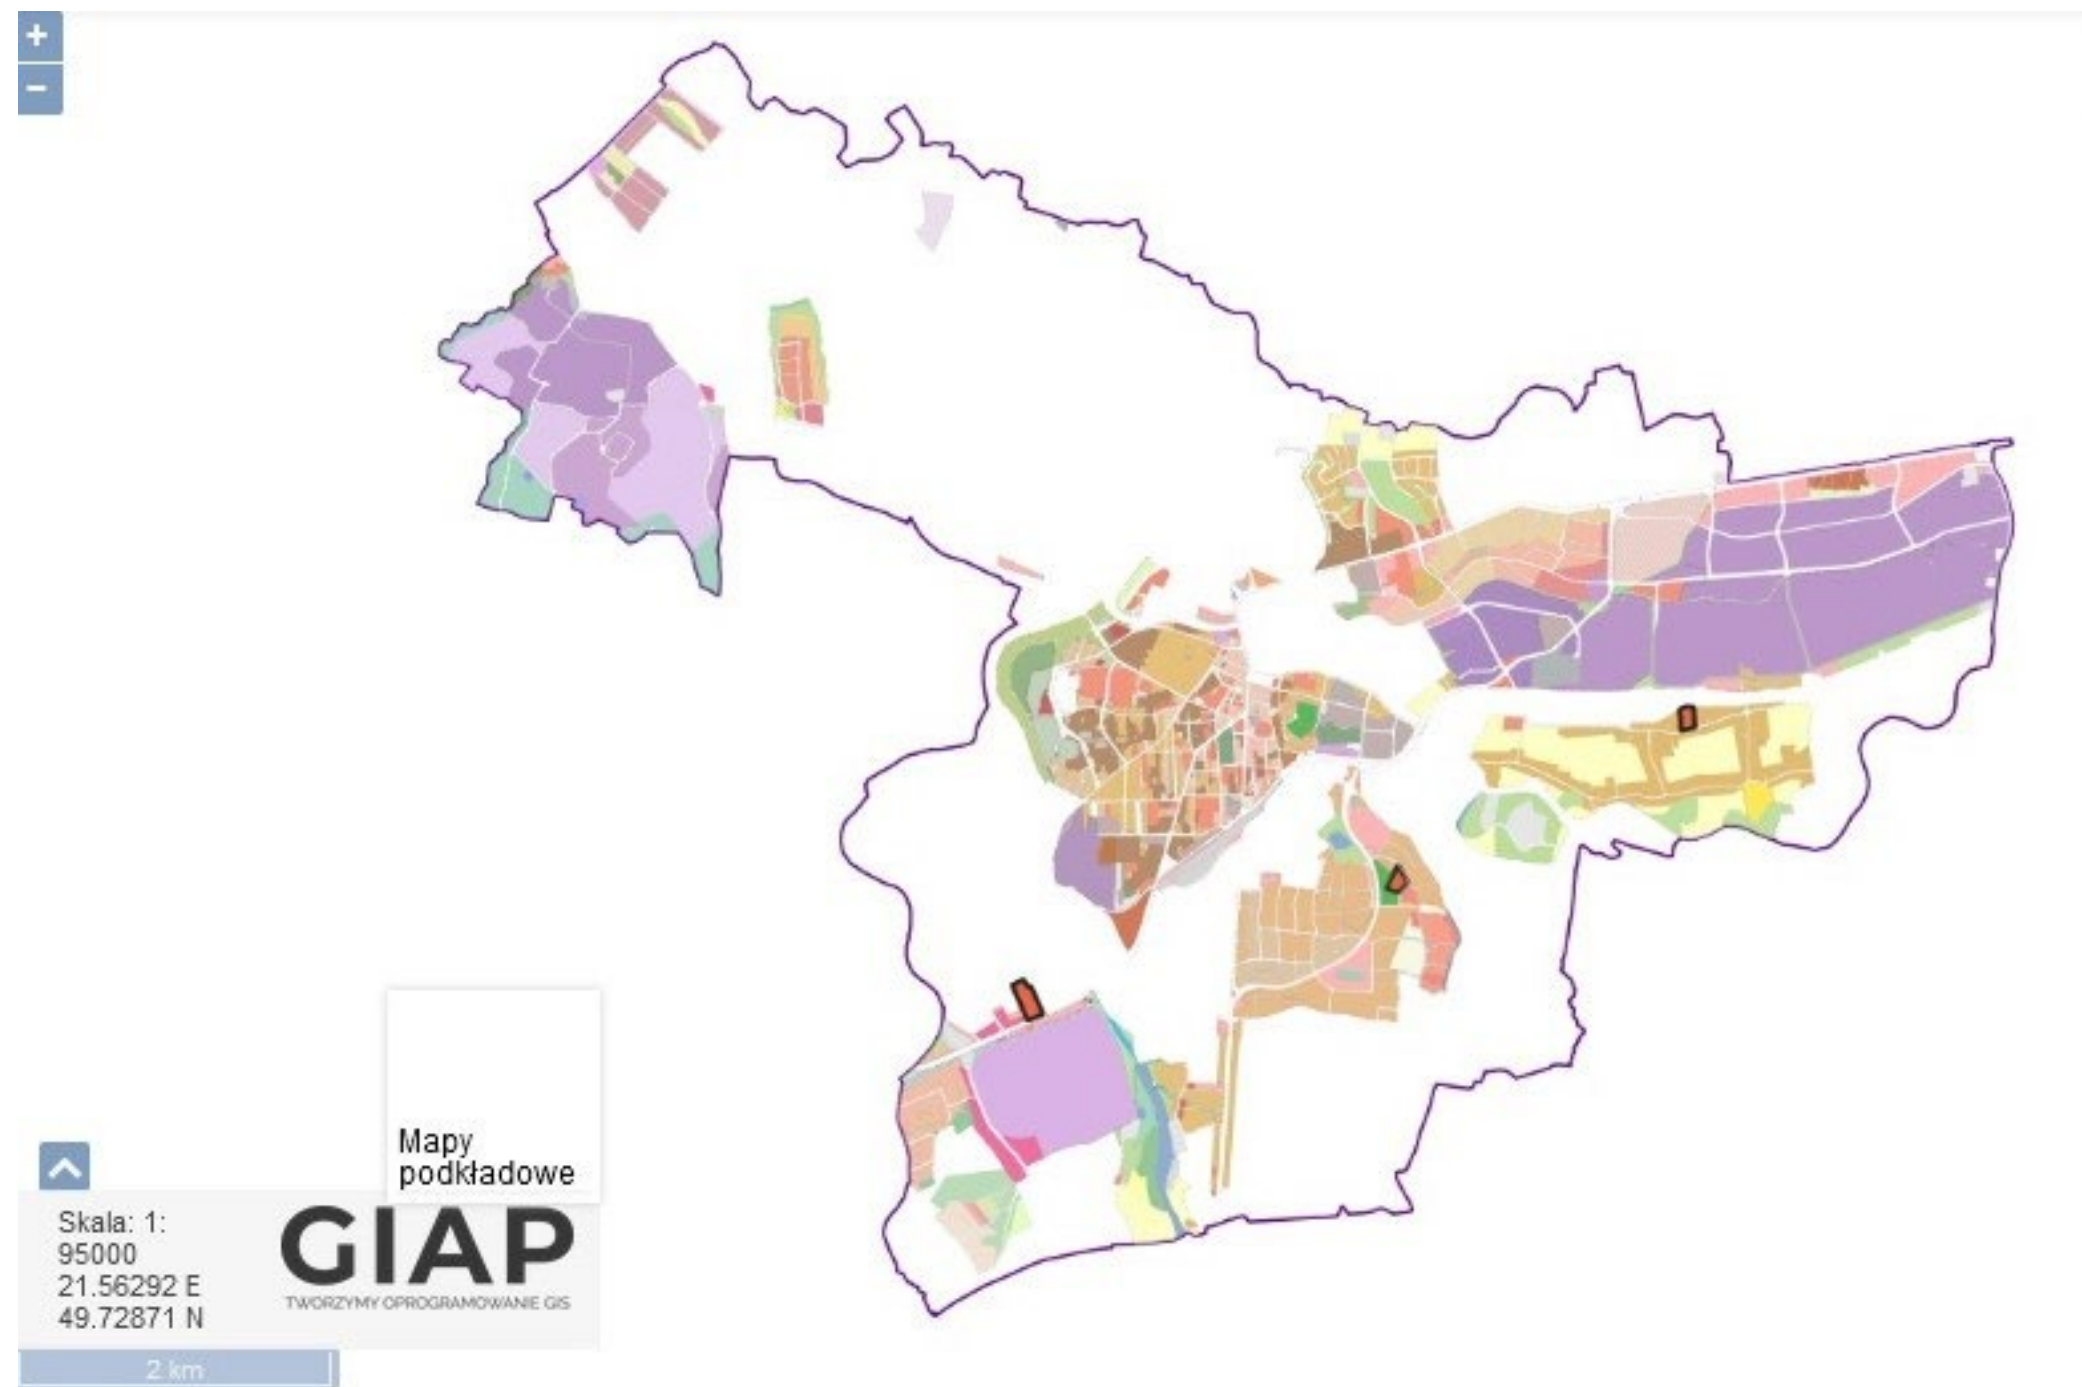 +
−
Mapy
podkładowe
Skala: 1:
95000
21.56292 E
49.72871 N
GIAP
TWORZYMY OPROGRAMOWANIE GIS
2 km